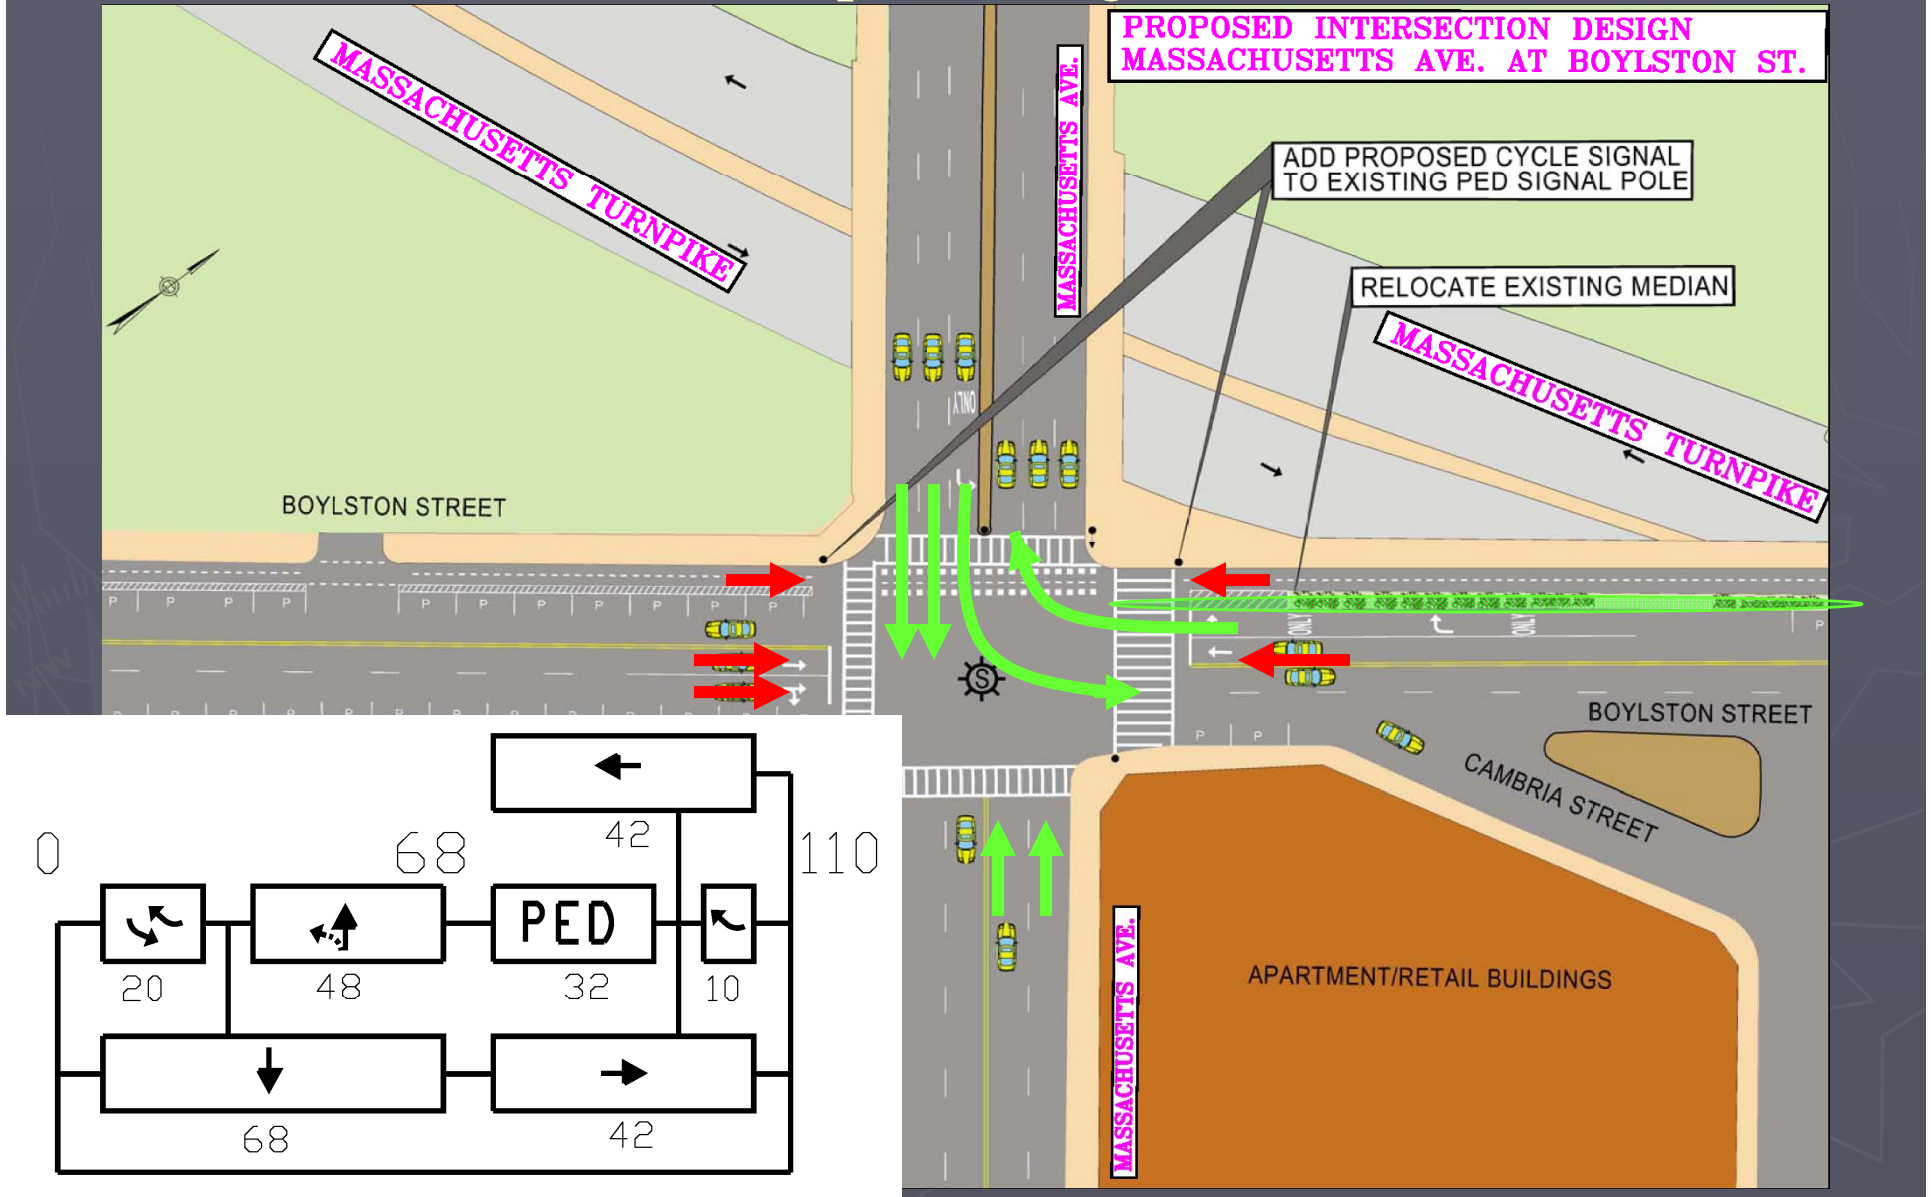 PROPOSED INTERSECTION DESIGN
MASSACHUSETTS AVE. AT BOYLSTON ST.
MASSACHUSETTS TURNPIKE
MASSACHUSETTS AVE.
ADD PROPOSED CYCLE SIGNAL
TO EXISTING PED SIGNAL POLE
RELOCATE EXISTING MEDIAN
MASSACHUSETTS TURNPIKE
ONLY
BOYLSTON STREET
P P P P
P P P P P P P
ONLY
ONLY
P
S
P P
BOYLSTON STREET
CAMBRIA STREET
APARTMENT/RETAIL BUILDINGS
MASSACHUSETTS AVE.
42
0 68 110
PED
20 48 32 10
68 42